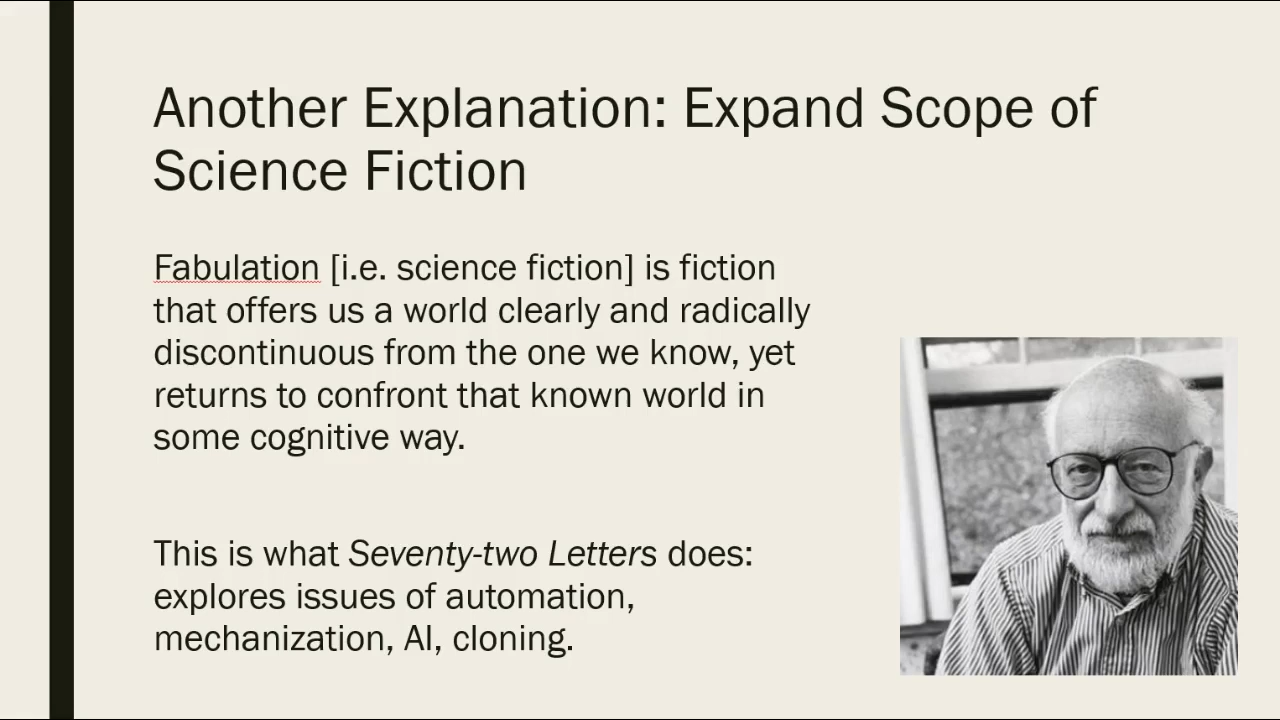 Another Explanation: Expand Scope of
Science Fiction
Fabulation [i.e. science fiction] is fiction
that offers us a world clearly and radically
discontinuous from the one we know, yet
returns to confront that known world in
some cognitive way.
This is what Seventy-two Letters does:
explores issues of automation,
mechanization, AI, cloning.